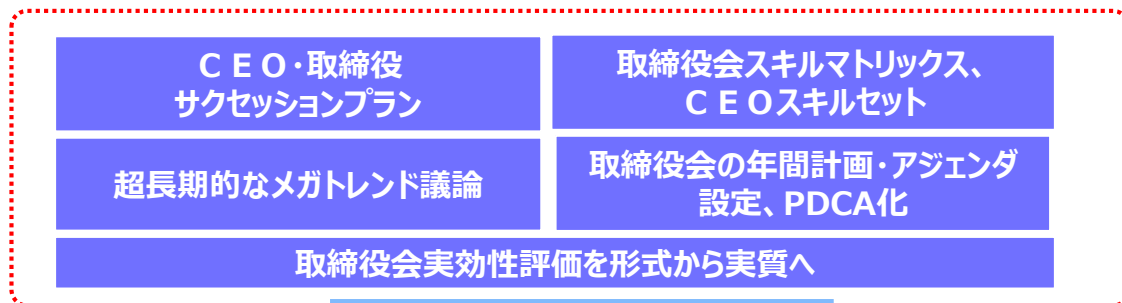 ＣＥＯ・取締役
サクセッションプラン
取締役会スキルマトリックス、
ＣＥＯスキルセット
超長期的なメガトレンド議論
取締役会の年間計画・アジェンダ
設定、PDCA化
取締役会実効性評価を形式から実質へ